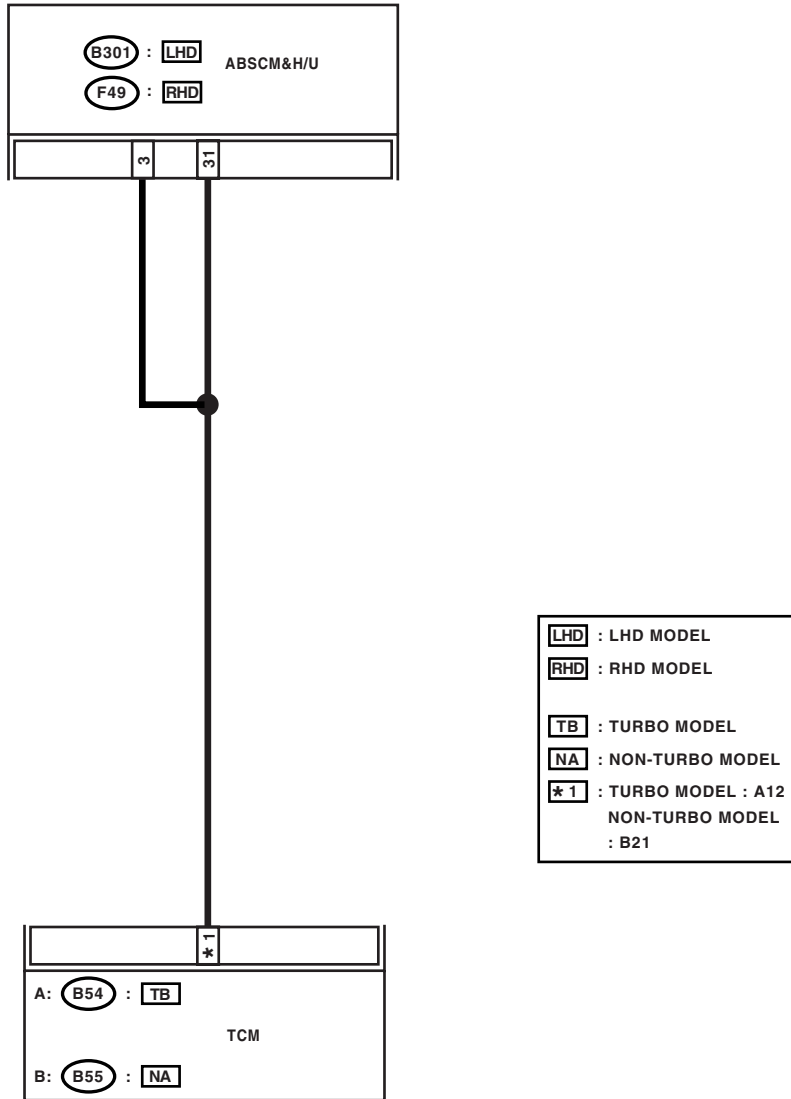 B301 : LHD ABSCM&H/U
F49 : RHD
3 31
LHD : LHD MODEL
RHD : RHD MODEL
TB : TURBO MODEL
NA : NON-TURBO MODEL
*1 : TURBO MODEL : A12
NON-TURBO MODEL
: B21
*1
A: B54 : TB
TCM
B: B55 : NA